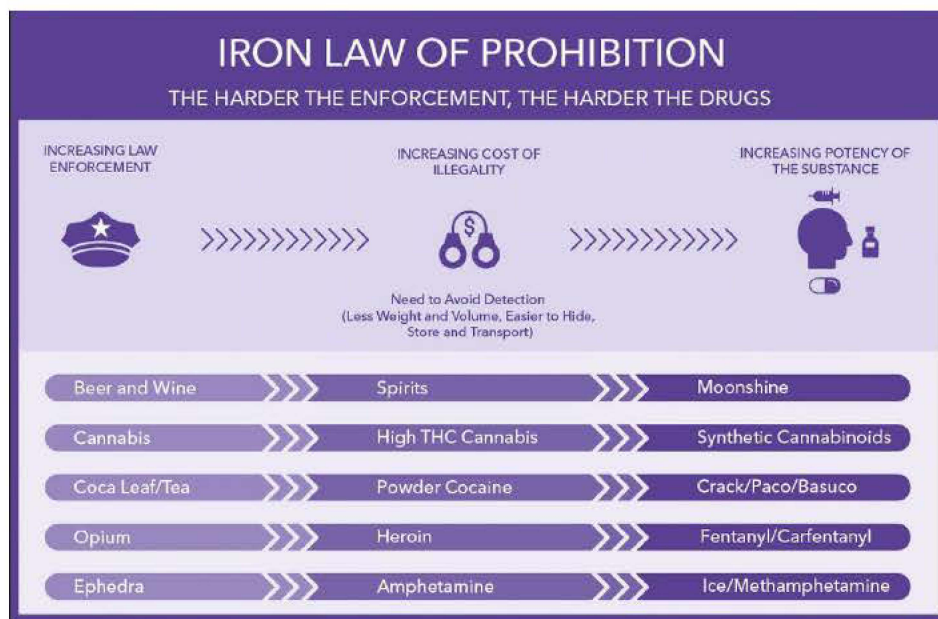 IRON LAW OF PROHIBITION
THE HARDER THE ENFORCEMENT, THE HARDER THE DRUGS
INCREASING LAW
ENFORCEMENT
INCREASING COST OF
ILLEGALITY
INCREASING POTENCY OF
THE SUBSTANCE
$
Need to Avoid Detection
(Less Weight and Volume, Easier to Hide,
Store and Transport)
Beer and Wine
Spirits
Moonshine
Cannabis
High THC Cannabis
Synthetic Cannabinoids
Coca Leaf/Tea
Powder Cocaine
Crack/Paco/Basuco
Opium
Heroin
Fentanyl/Carfentanyl
Ephedra
Amphetamine
Ice/Methamphetamine